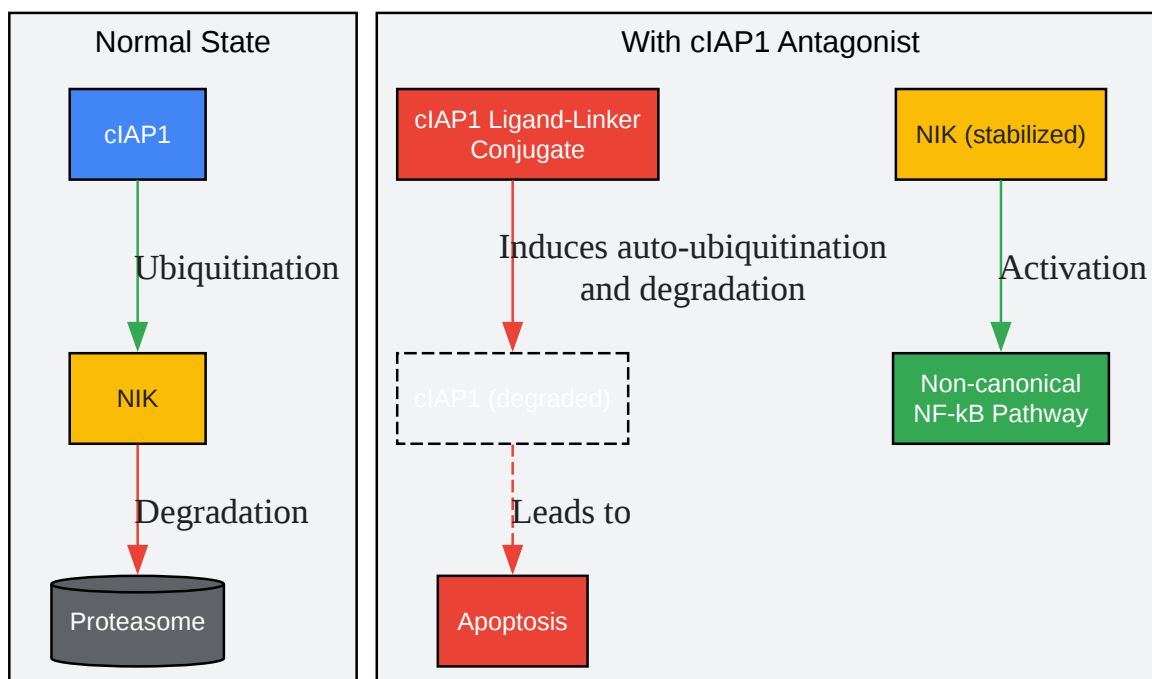 Normal State
cIAP1
Ubiquitination
NIK
Degradation
Proteasome
With cIAP1 Antagonist
cIAP1 Ligand-Linker
Conjugate
Induces auto-ubiquitination
and degradation
cIAP1 (degraded)
Leads to
Apoptosis
NIK (stabilized)
Activation
Non-canonical
NF-kB Pathway